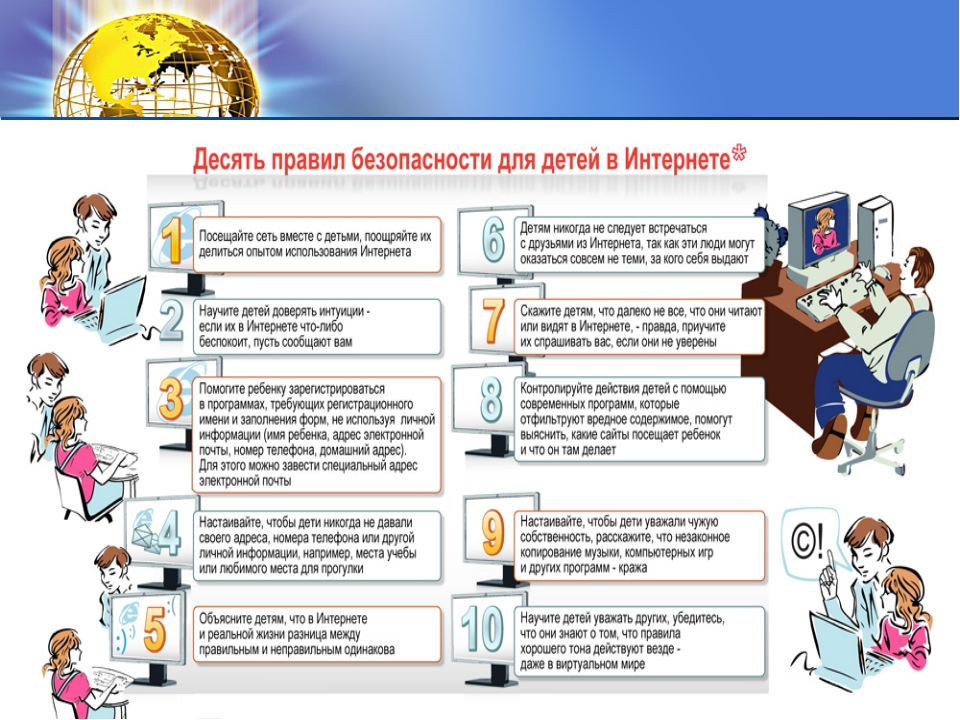 Десять правил безопасности для детей в Интернете*
1
Посещайте сеть вместе с детьми, поощряйте их
делиться опытом использования Интернета
2
Научите детей доверять интуиции -
если их в Интернете что-либо
беспокоит, пусть сообщают вам
3
Помогите ребенку зарегистрироваться
в программах, требующих регистрационного
имени и заполнения форм, не используя личной
информации (имя ребенка, адрес электронной
почты, номер телефона, домашний адрес).
Для этого можно завести специальный адрес
электронной почты
4
Настаивайте, чтобы дети никогда не давали
своего адреса, номера телефона или другой
личной информации, например, места учебы
или любимого места для прогулки
5
Объясните детям, что в Интернете
и реальной жизни разница между
правильным и неправильным одинакова
6
Детям никогда не следует встречаться
с друзьями из Интернета, так как эти люди могут
оказаться совсем не теми, за кого себя выдают
7
Скажите детям, что далеко не все, что они читают
или видят в Интернете, - правда, приучите
их спрашивать вас, если они не уверены
8
Контролируйте действия детей с помощью
современных программ, которые
отфильтруют вредное содержимое, помогут
выяснить, какие сайты посещает ребенок
и что он там делает
9
Настаивайте, чтобы дети уважали чужую
собственность, расскажите, что незаконное
копирование музыки, компьютерных игр
и других программ - кража
10
Научите детей уважать других, убедитесь,
что они знают о том, что правила
хорошего тона действуют везде -
даже в виртуальном мире
©!